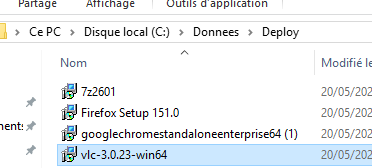 Partage Affichage Outils d'application
Ce PC > Disque local (C:) > Donnees > Deploy
Nom Modifié le
7z2601 20/05/202
Firefox Setup 151.0 20/05/202
googlechromestandaloneenterprise64 (1) 20/05/202
vlc-3.0.23-win64 20/05/202